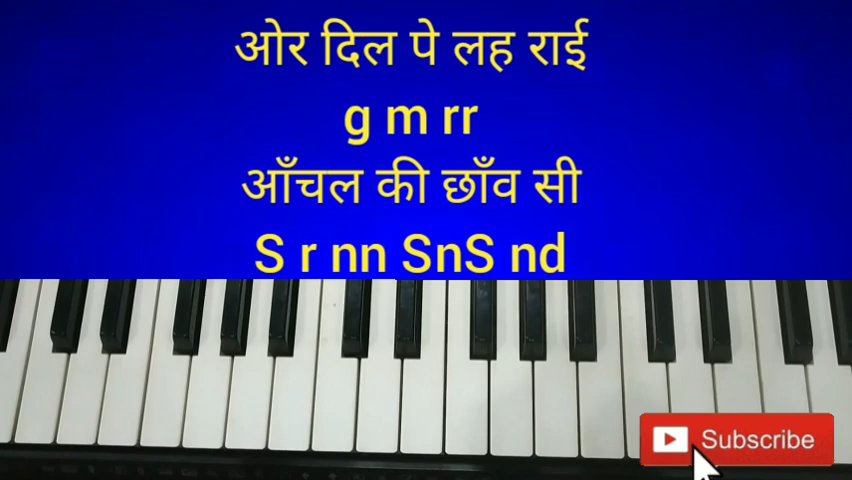 ओर दिल पे लह राई
g m rr
आँचल की छाँव सी
S r nn SnS nd
Subscribe